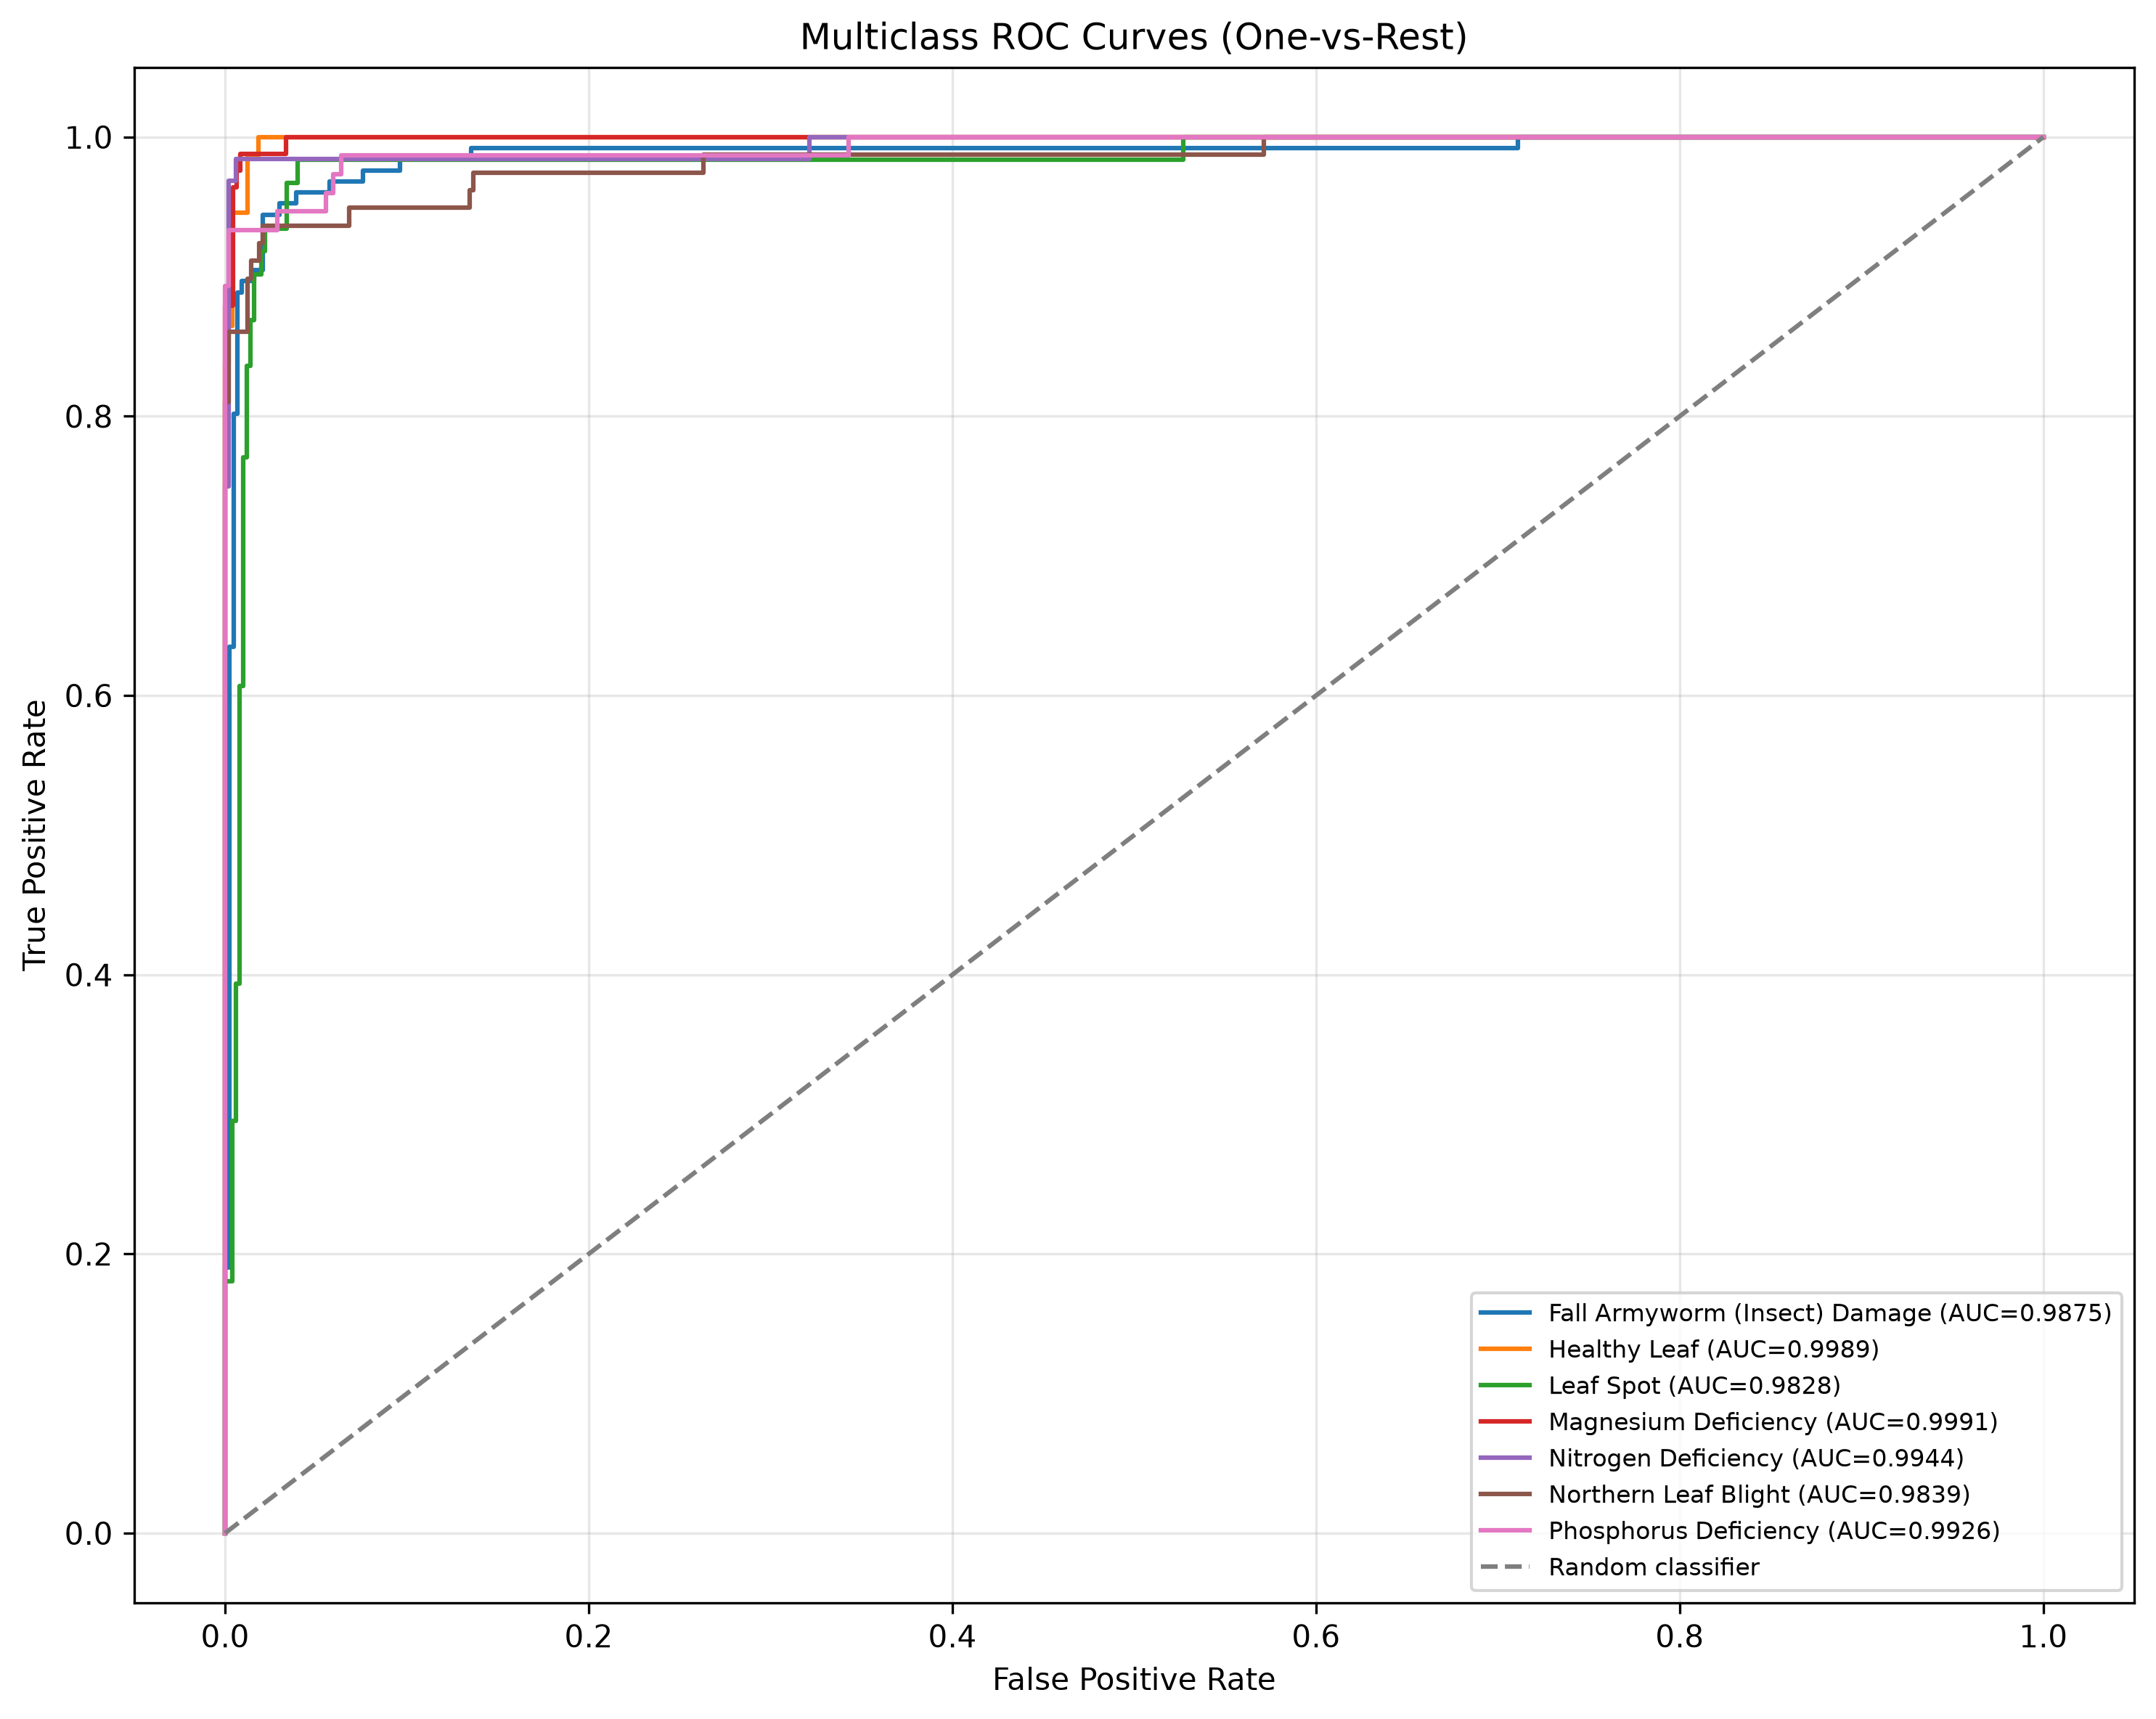 Multiclass ROC Curves (One-vs-Rest)
True Positive Rate
1.0
0.8
0.6
0.4
0.2
0.0
Fall Armyworm (Insect) Damage (AUC=0.9875)
Healthy Leaf (AUC=0.9989)
Leaf Spot (AUC=0.9828)
Magnesium Deficiency (AUC=0.9991)
Nitrogen Deficiency (AUC=0.9944)
Northern Leaf Blight (AUC=0.9839)
Phosphorus Deficiency (AUC=0.9926)
Random classifier
0.0 0.2 0.4 0.6 0.8 1.0
False Positive Rate